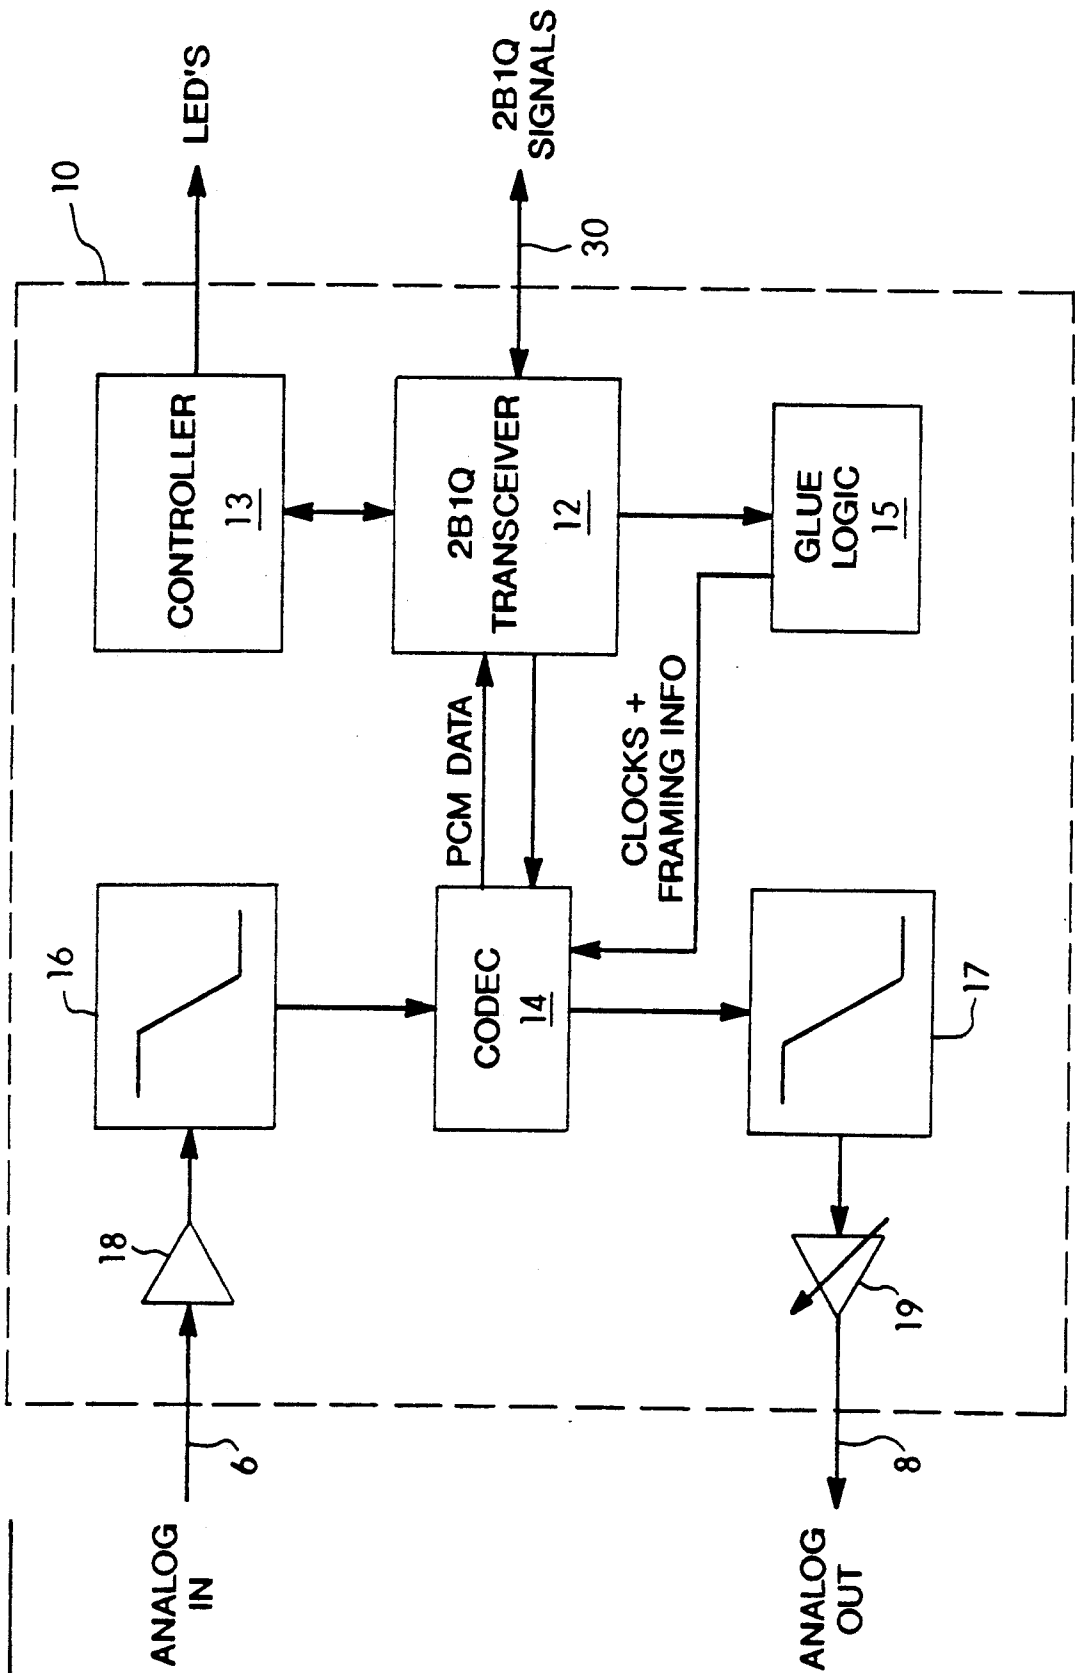 10
LED'S
CONTROLLER
13
2B1Q
SIGNALS
30
2B1Q
TRANSCEIVER
12
GLUE
LOGIC
15
PCM DATA
CLOCKS +
FRAMING INFO
16
CODEC
14
17
18
19
ANALOG
IN
6
ANALOG
OUT
8